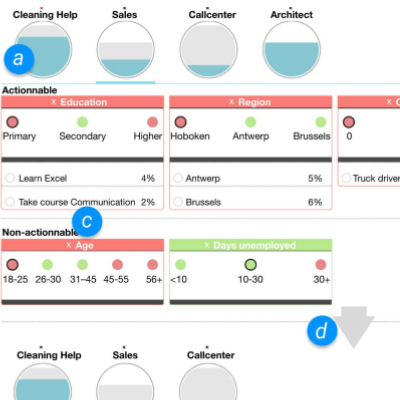 Cleaning Help Sales Callcenter Architect
a
Actionnable
x Education x Region x
Primary Secondary Higher Hoboken Antwerp Brussels 0
Learn Excel 4% Antwerp 5% Truck driver
Take course Communication 2% Brussels 6%
c
Non-actionnable
x Age x Days unemployed
18-25 26-30 31–45 45-55 56+ <10 10-30 30+
d
Cleaning Help Sales Callcenter